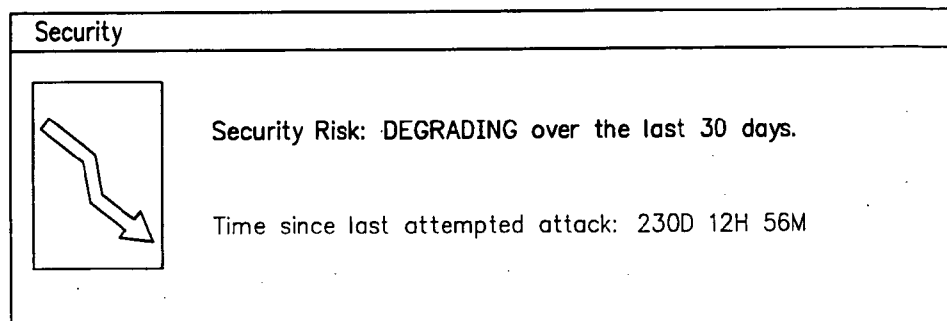 Security
Security Risk: DEGRADING over the last 30 days.
Time since last attempted attack: 230D 12H 56M